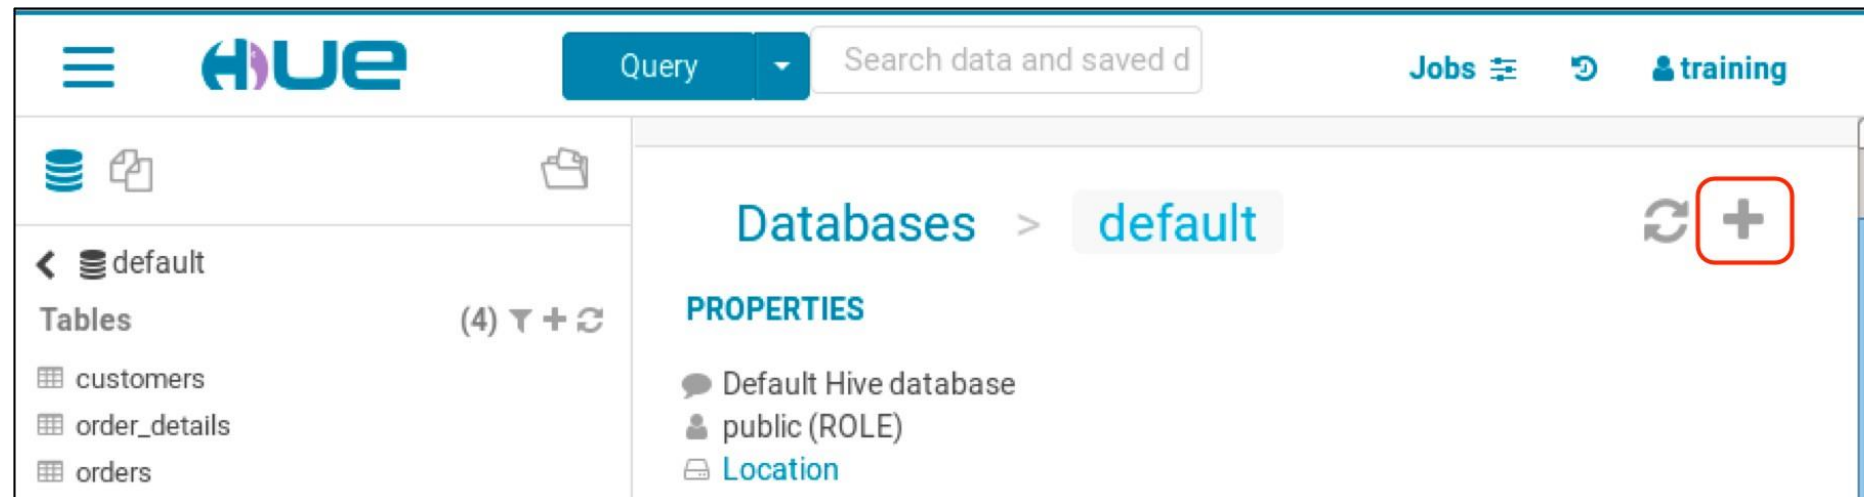 HUE
Query
Search data and saved d
Jobs
training
default
Tables (4)
customers
order_details
orders
Databases > default
PROPERTIES
Default Hive database
public (ROLE)
Location